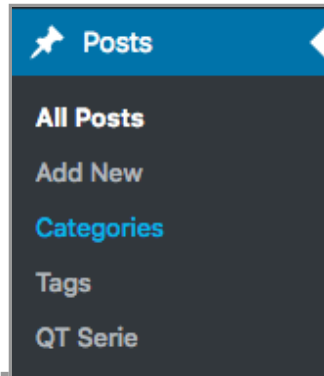 Posts
All Posts
Add New
Categories
Tags
QT Serie